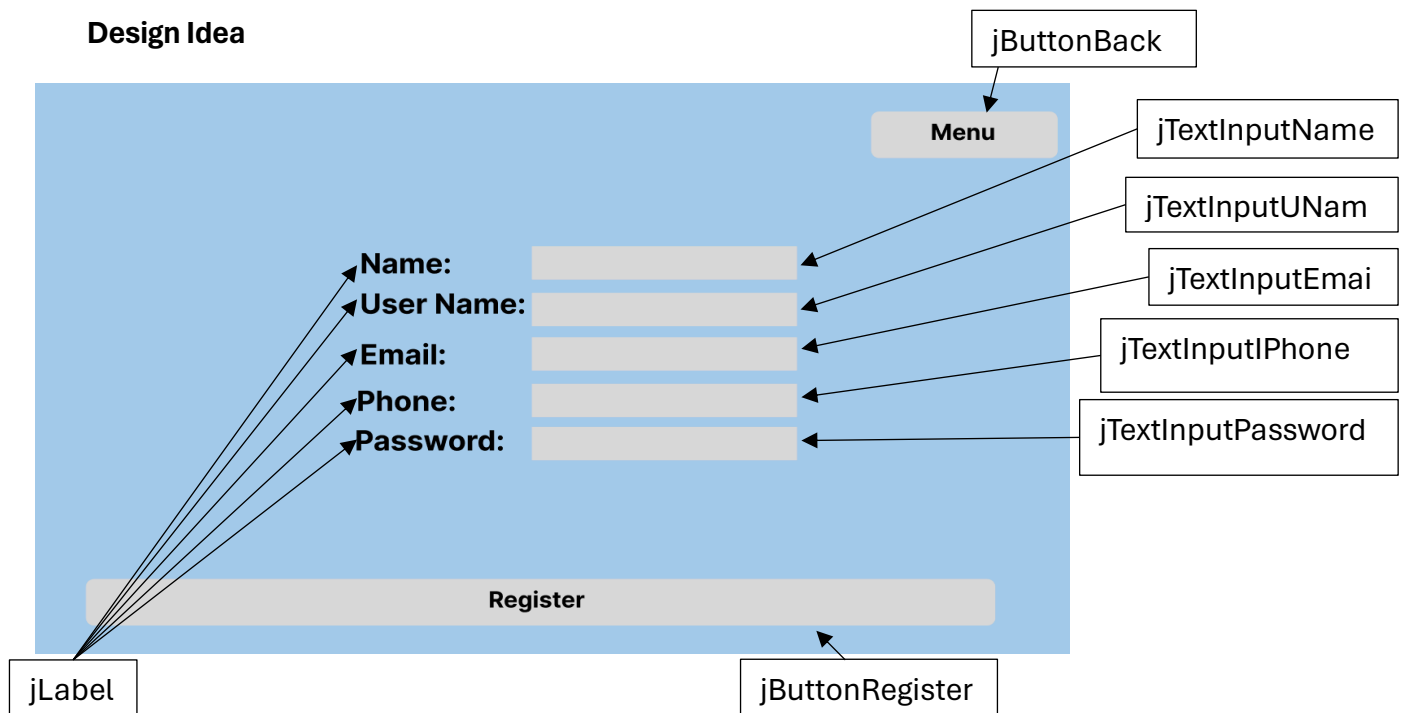 Design Idea
jButtonBack
Menu
jTextInputName
jTextInputUNam
Name:
jTextInputEmai
User Name:
Email:
jTextInputIPhone
Phone:
jTextInputPassword
Password:
Register
jLabel
jButtonRegister